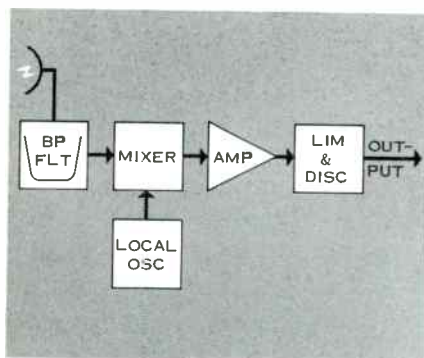 BP
FLT
MIXER
AMP
LIM
&
DISC
OUT-
PUT
LOCAL
OSC